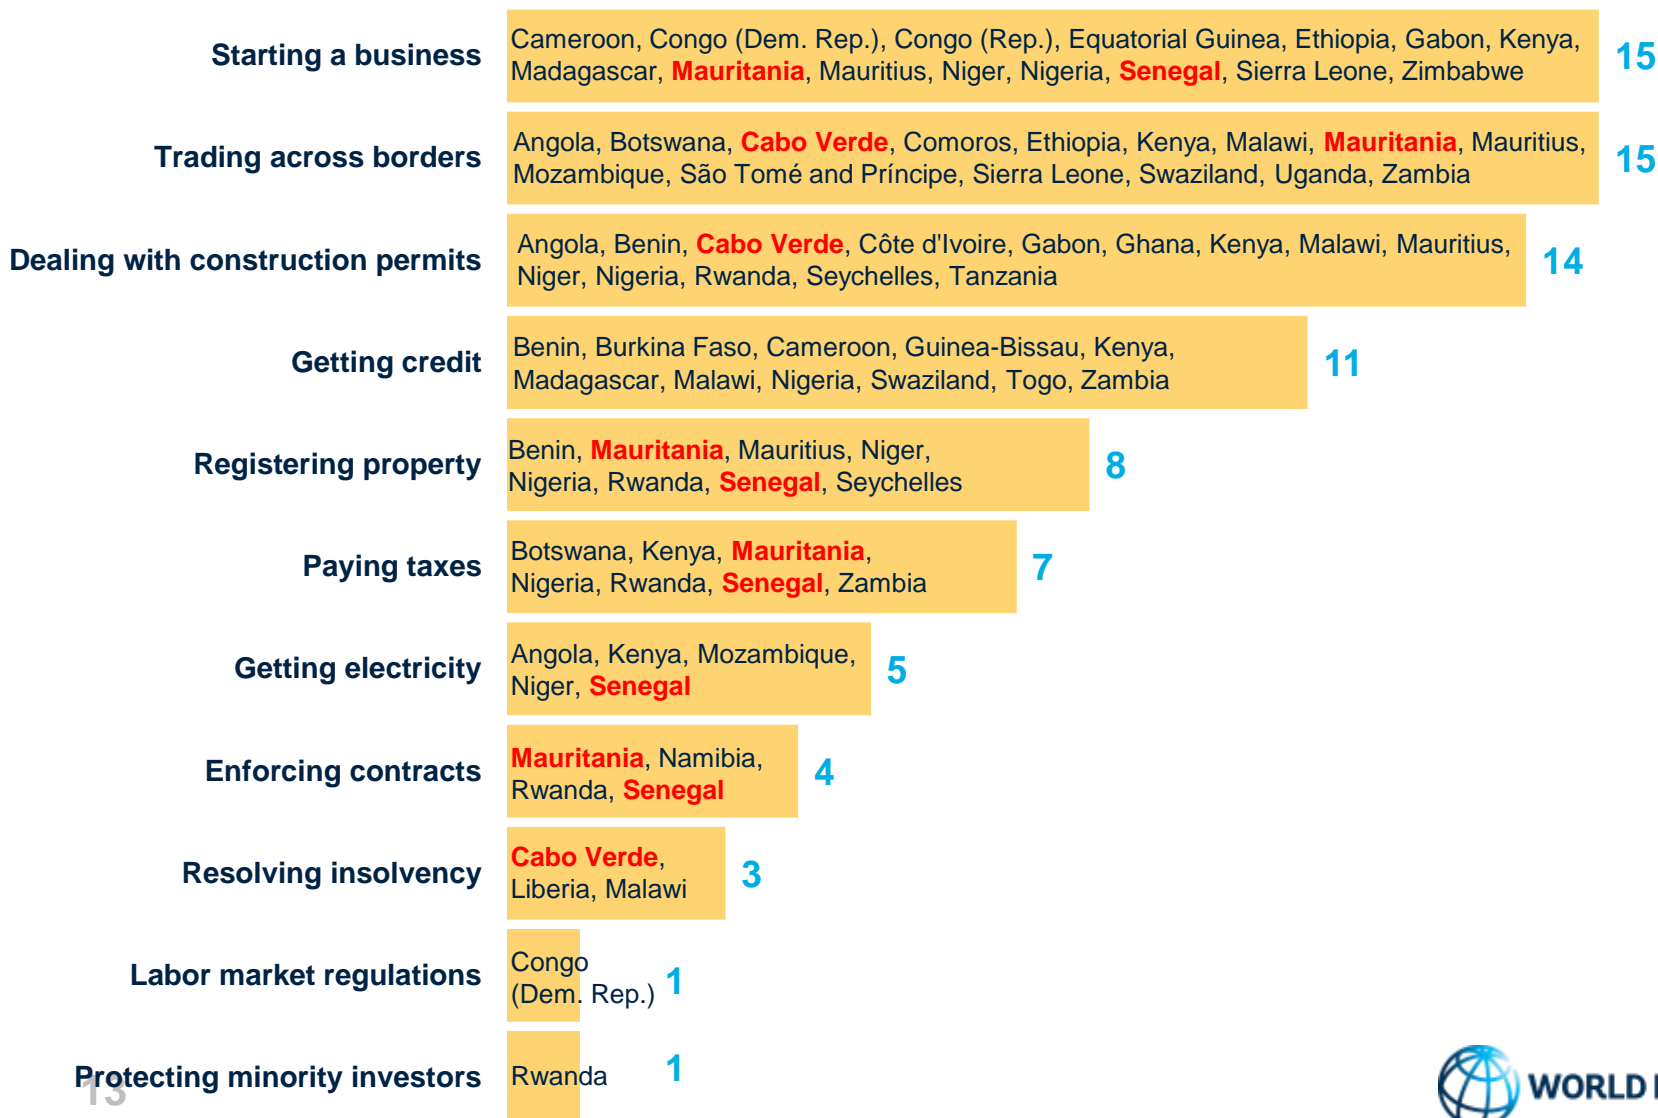 Starting a business
Cameroon, Congo (Dem. Rep.), Congo (Rep.), Equatorial Guinea, Ethiopia, Gabon, Kenya,
Madagascar, Mauritania, Mauritius, Niger, Nigeria, Senegal, Sierra Leone, Zimbabwe
15
Trading across borders
Angola, Botswana, Cabo Verde, Comoros, Ethiopia, Kenya, Malawi, Mauritania, Mauritius,
Mozambique, São Tomé and Príncipe, Sierra Leone, Swaziland, Uganda, Zambia
15
Dealing with construction permits
Angola, Benin, Cabo Verde, Côte d'Ivoire, Gabon, Ghana, Kenya, Malawi, Mauritius,
Niger, Nigeria, Rwanda, Seychelles, Tanzania
14
Getting credit
Benin, Burkina Faso, Cameroon, Guinea-Bissau, Kenya,
Madagascar, Malawi, Nigeria, Swaziland, Togo, Zambia
11
Registering property
Benin, Mauritania, Mauritius, Niger,
Nigeria, Rwanda, Senegal, Seychelles
8
Paying taxes
Botswana, Kenya, Mauritania,
Nigeria, Rwanda, Senegal, Zambia
7
Getting electricity
Angola, Kenya, Mozambique,
Niger, Senegal
5
Enforcing contracts
Mauritania, Namibia,
Rwanda, Senegal
4
Resolving insolvency
Cabo Verde,
Liberia, Malawi
3
Labor market regulations
Congo
(Dem. Rep.)
1
Protecting minority investors
Rwanda
1
13
WORLD